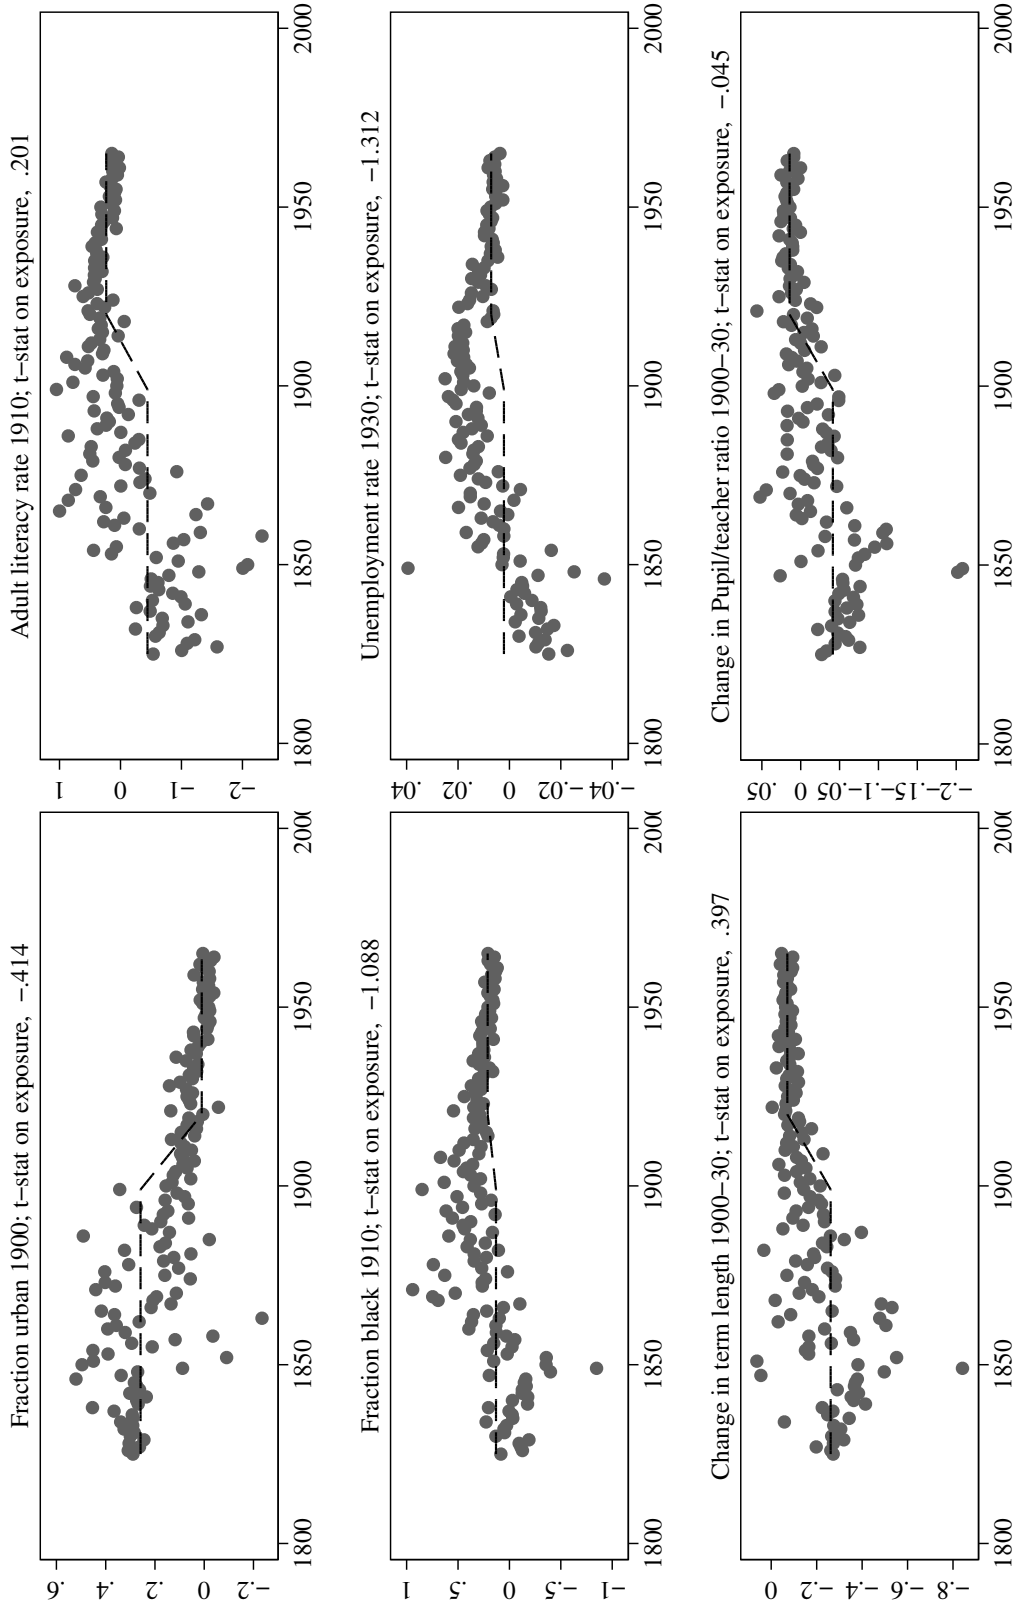 Fraction urban 1900; t−stat on exposure, −.414
.6
.4
.2
0
−.2
1800 1850 1900 1950 2000
Adult literacy rate 1910; t−stat on exposure, .201
1
0
−1
−2
1800 1850 1900 1950 2000
Fraction black 1910; t−stat on exposure, −1.088
1
.5
0
−.5
−1
1800 1850 1900 1950 2000
Unemployment rate 1930; t−stat on exposure, −1.312
.04
.02
0
−.02
−.04
1800 1850 1900 1950 2000
Change in term length 1900−30; t−stat on exposure, .397
0
−.2
−.4
−.6
−.8
1800 1850 1900 1950 2000
Change in Pupil/teacher ratio 1900−30; t−stat on exposure, −.045
.05
0
−.05
−.1
−.15
−.2
1800 1850 1900 1950 2000